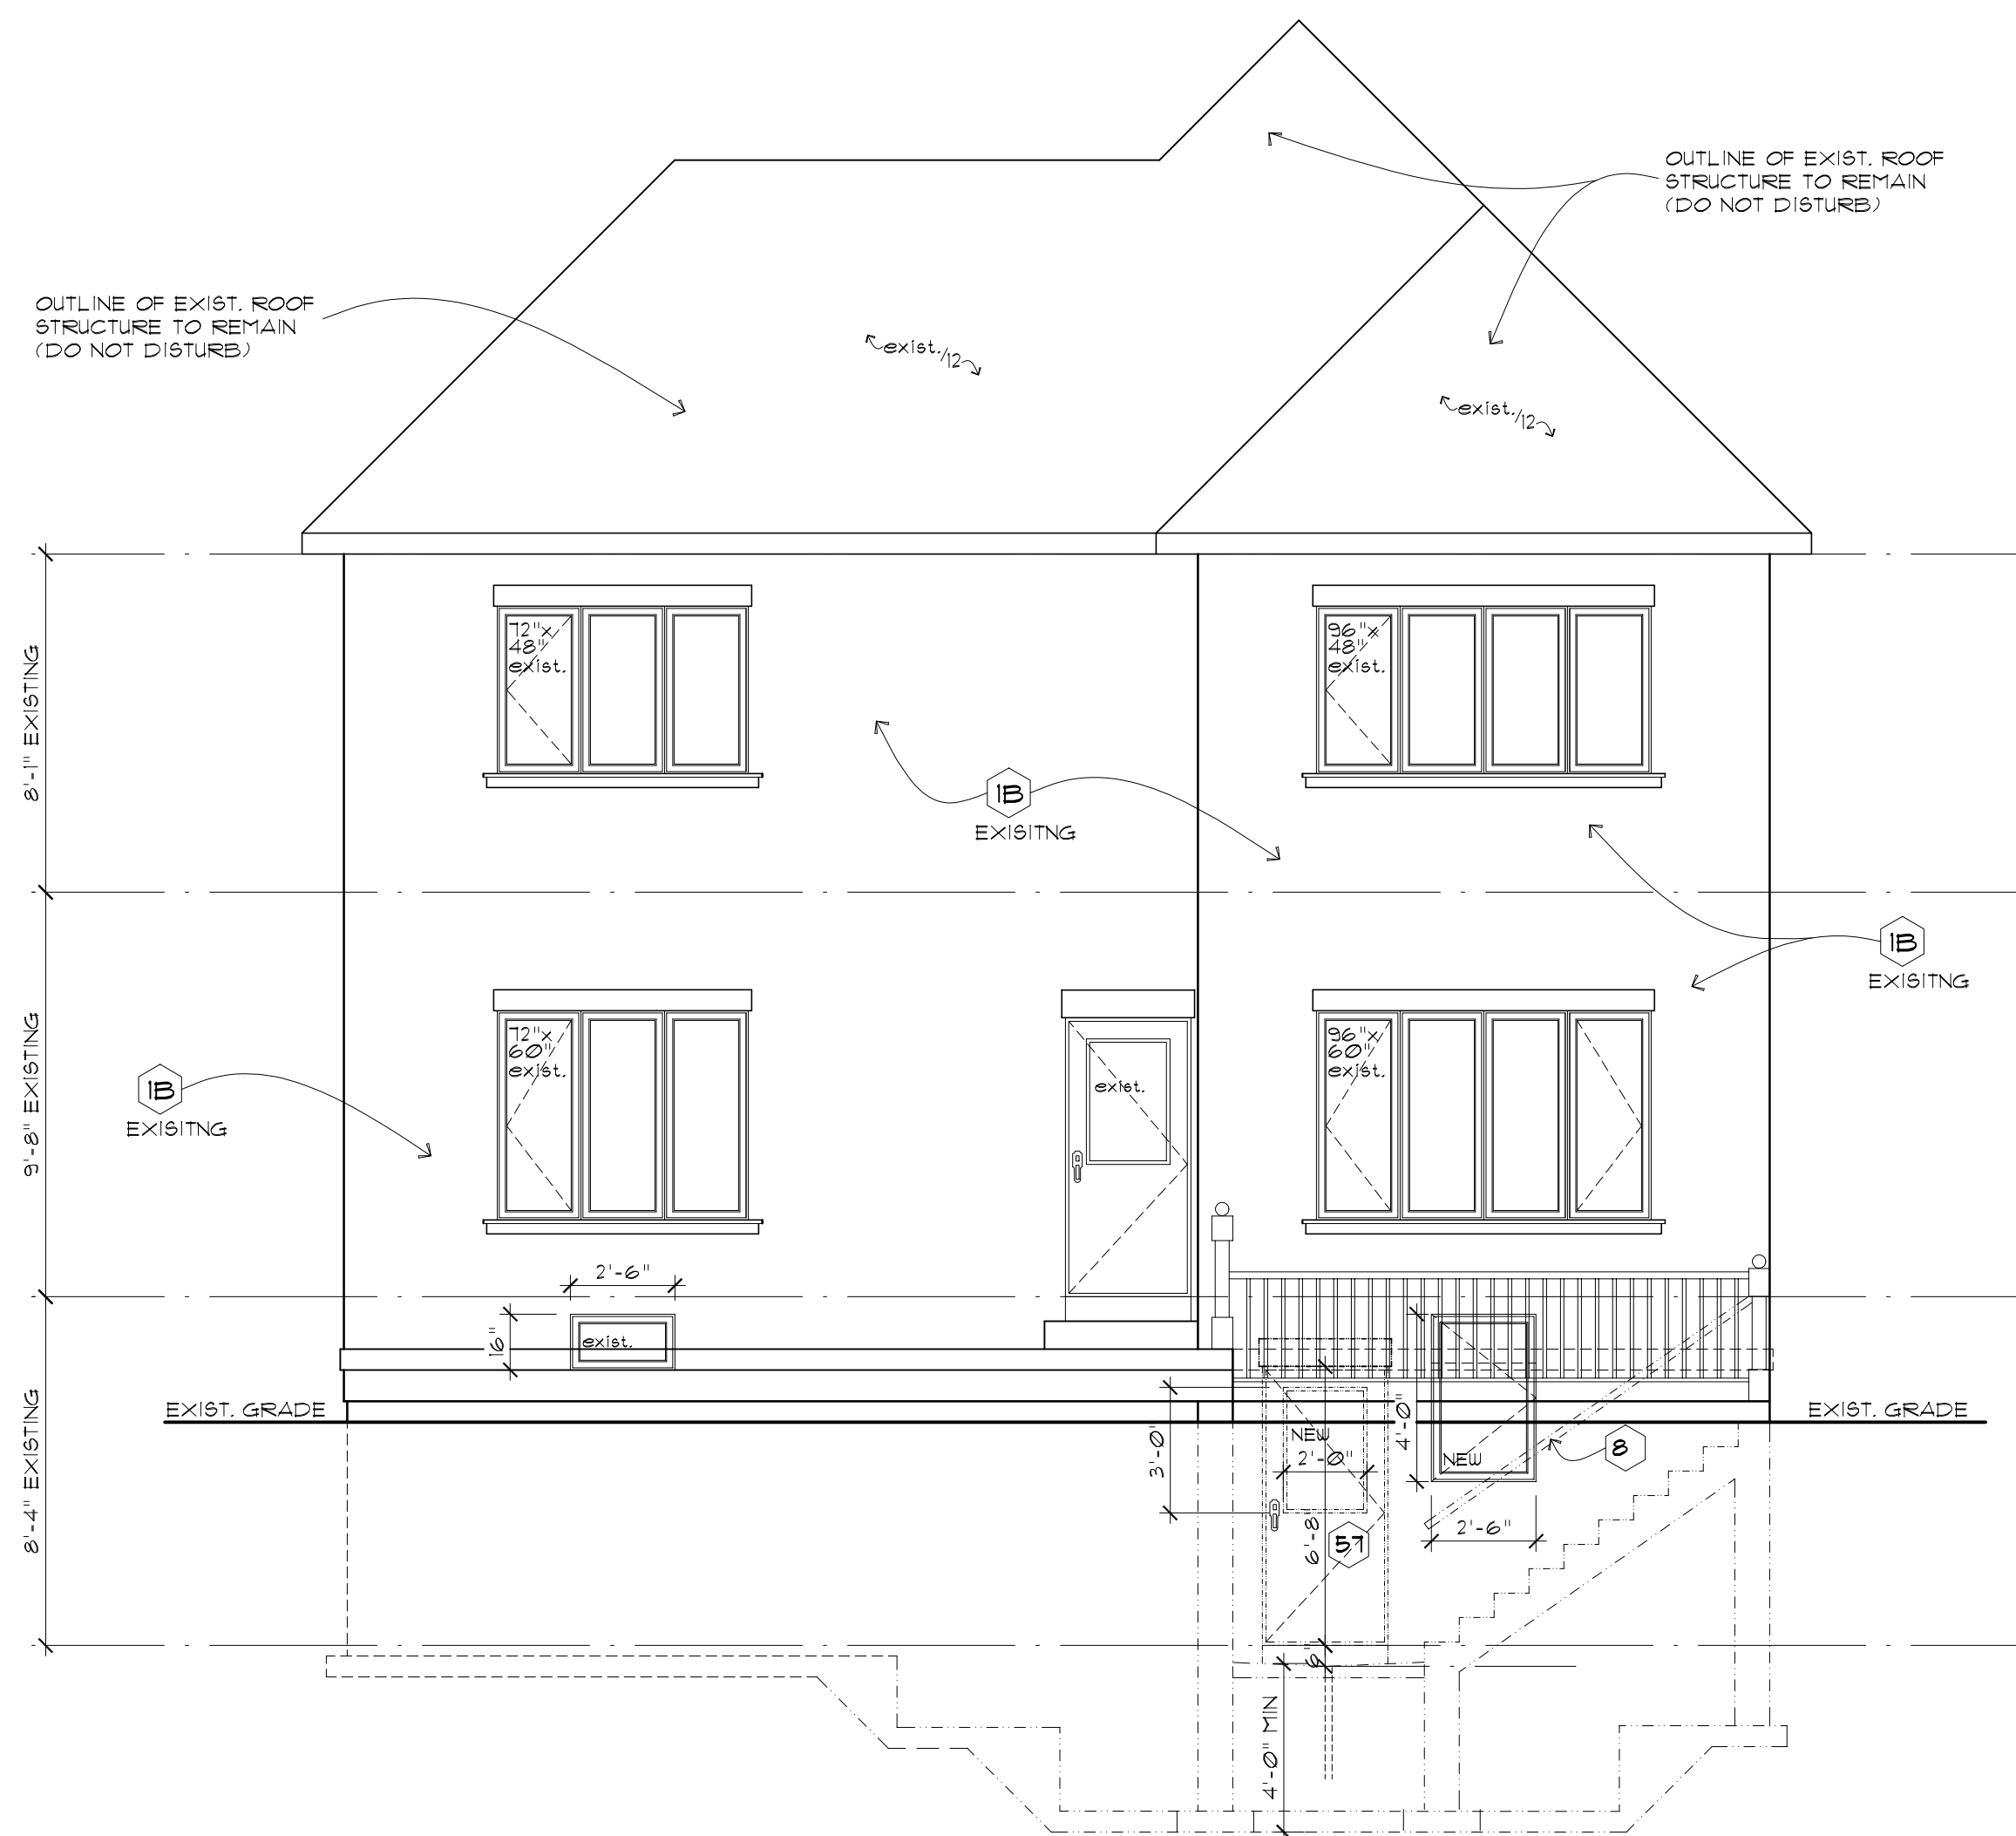 OUTLINE OF EXIST. ROOF
STRUCTURE TO REMAIN
(DO NOT DISTURB)
OUTLINE OF EXIST. ROOF
STRUCTURE TO REMAIN
(DO NOT DISTURB)
exist./12
exist./12
8'-1" EXISTING
72"x
48"
exist.
96"x
48"
exist.
1B
EXISITNG
1B
EXISITNG
9'-8" EXISTING
72"x
60"
exist.
exist.
96"x
60"
exist.
1B
EXISITNG
2'-6"
16"
exist.
8'-4" EXISTING
EXIST. GRADE
EXIST. GRADE
3'-0"
NEW
2'-0"
4'-0"
NEW
8
6'-8"
57
2'-6"
6"
4'-0" MIN